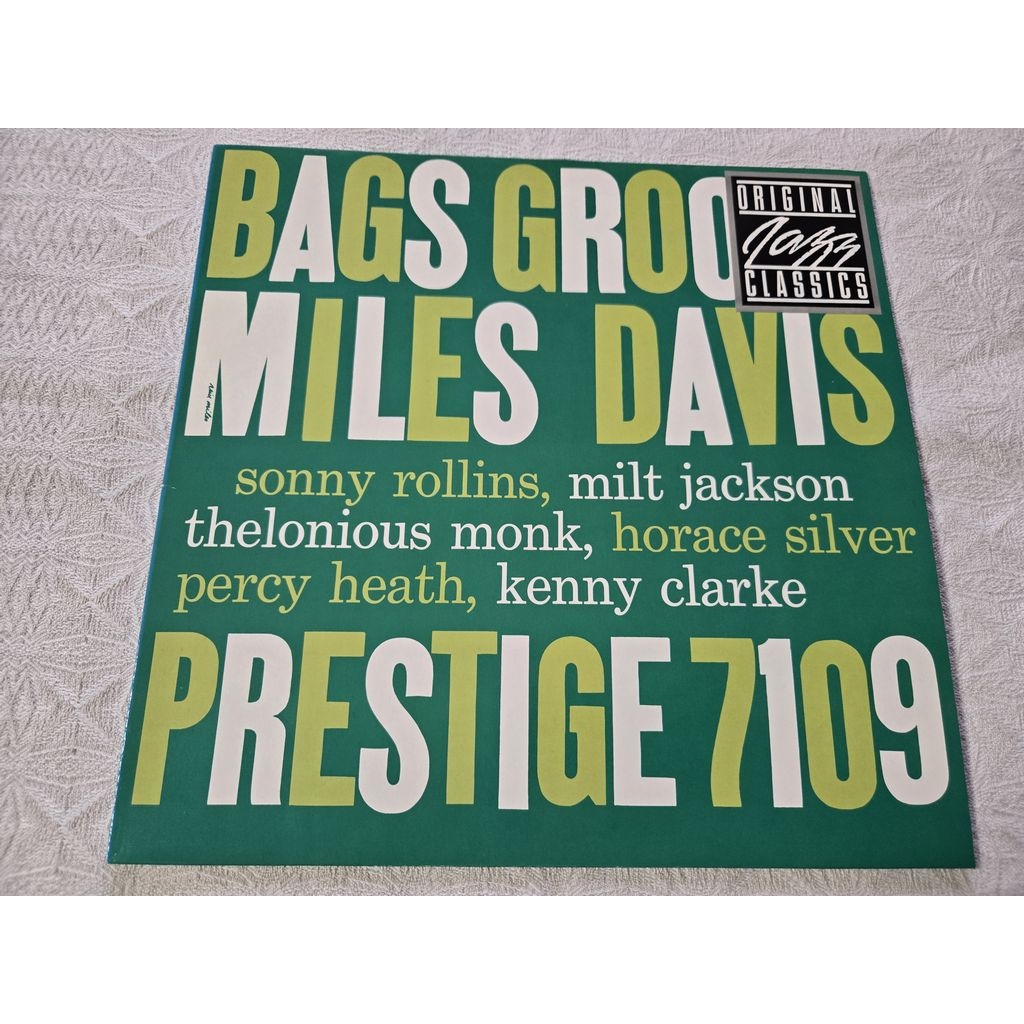 BAGS GROO
ORIGINAL
Jazz
CLASSICS
MILES DAVIS
sonny rollins, milt jackson
thelonious monk, horace silver
percy heath, kenny clarke
PRESTIGE 7109